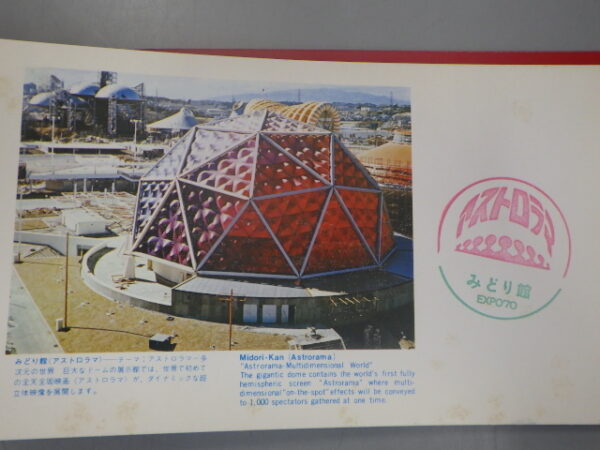 みどり館(アストロラマ)――テーマ:アストロラマー多
次元の世界 巨大なドームの展示館では、世界で初めて
の全天全周映画(アストロラマ)が、ダイナミックな超
立体映像を展開します。
Midori-Kan (Astrorama)
"Astrorama-Multidimensional World"
The gigantic dome contains the world's first fully
hemispheric screen "Astrorama" where multi-
dimensional "on-the-spot" effects will be conveyed
to 1,000 spectators gathered at one time.
アストロラマ
みどり館
EXPO'70